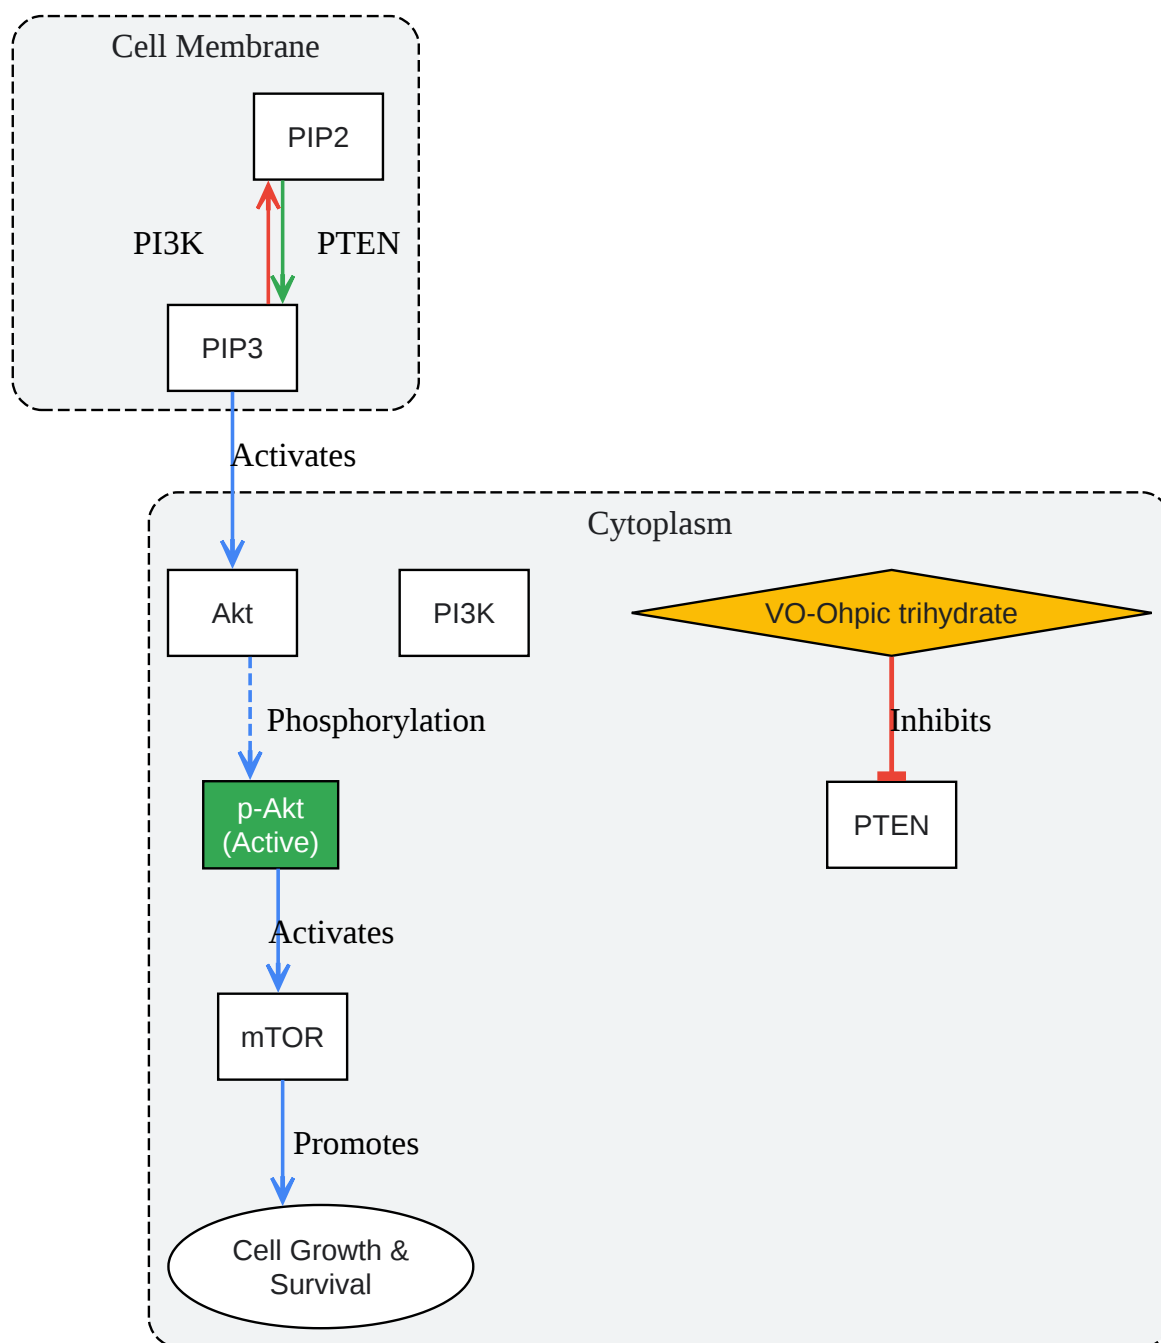 Cell Membrane
PIP2
PI3K
PTEN
PIP3
Activates
Cytoplasm
Akt
PI3K
VO-Ohpic trihydrate
Phosphorylation
Inhibits
p-Akt
(Active)
PTEN
Activates
mTOR
Promotes
Cell Growth &
Survival